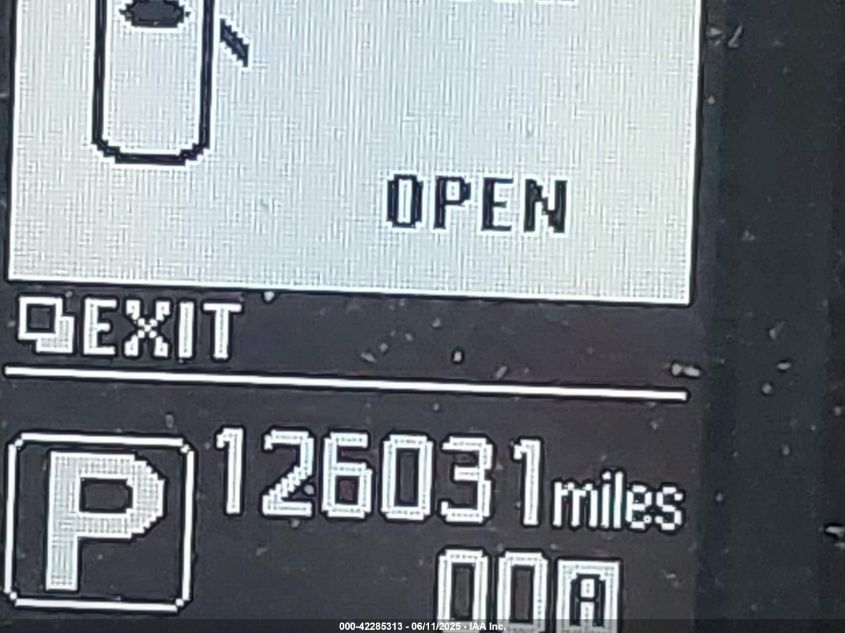 OPEN
EXIT
P
126031 miles
000-42285313 - 06/11/2025 - IAA Inc.